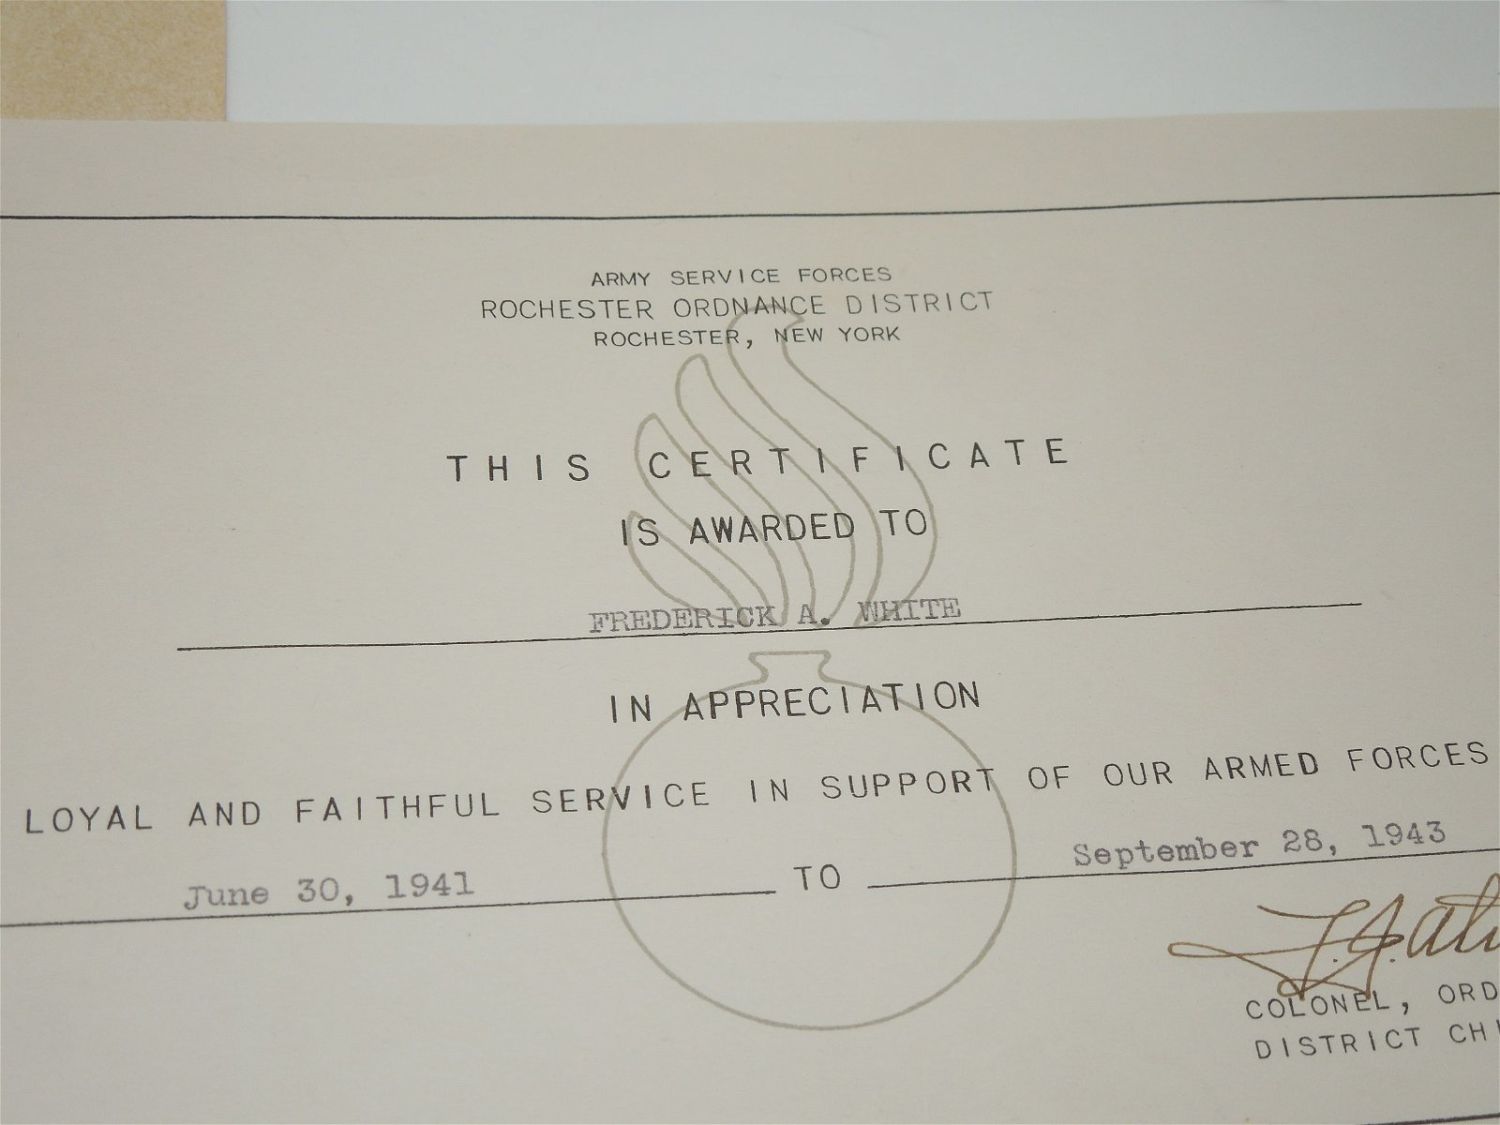 ARMY SERVICE FORCES
ROCHESTER ORDNANCE DISTRICT
ROCHESTER, NEW YORK
THIS CERTIFICATE
IS AWARDED TO
FREDERICK A. WHITE
IN APPRECIATION
LOYAL AND FAITHFUL SERVICE IN SUPPORT OF OUR ARMED FORCES
June 30, 1941 TO September 28, 1943
COLONEL, ORD
DISTRICT CHI